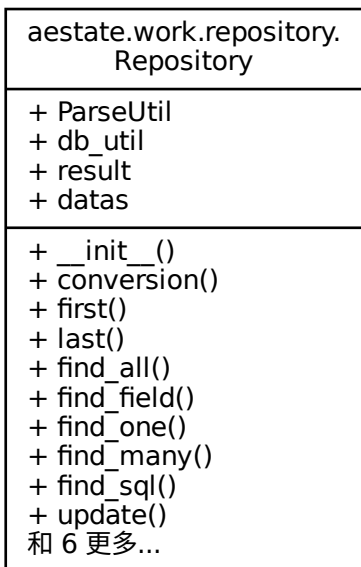 aestate.work.repository.
Repository
+ ParseUtil
+ db_util
+ result
+ datas
+ __init__()
+ conversion()
+ first()
+ last()
+ find_all()
+ find_field()
+ find_one()
+ find_many()
+ find_sql()
+ update()
和 6 更多...